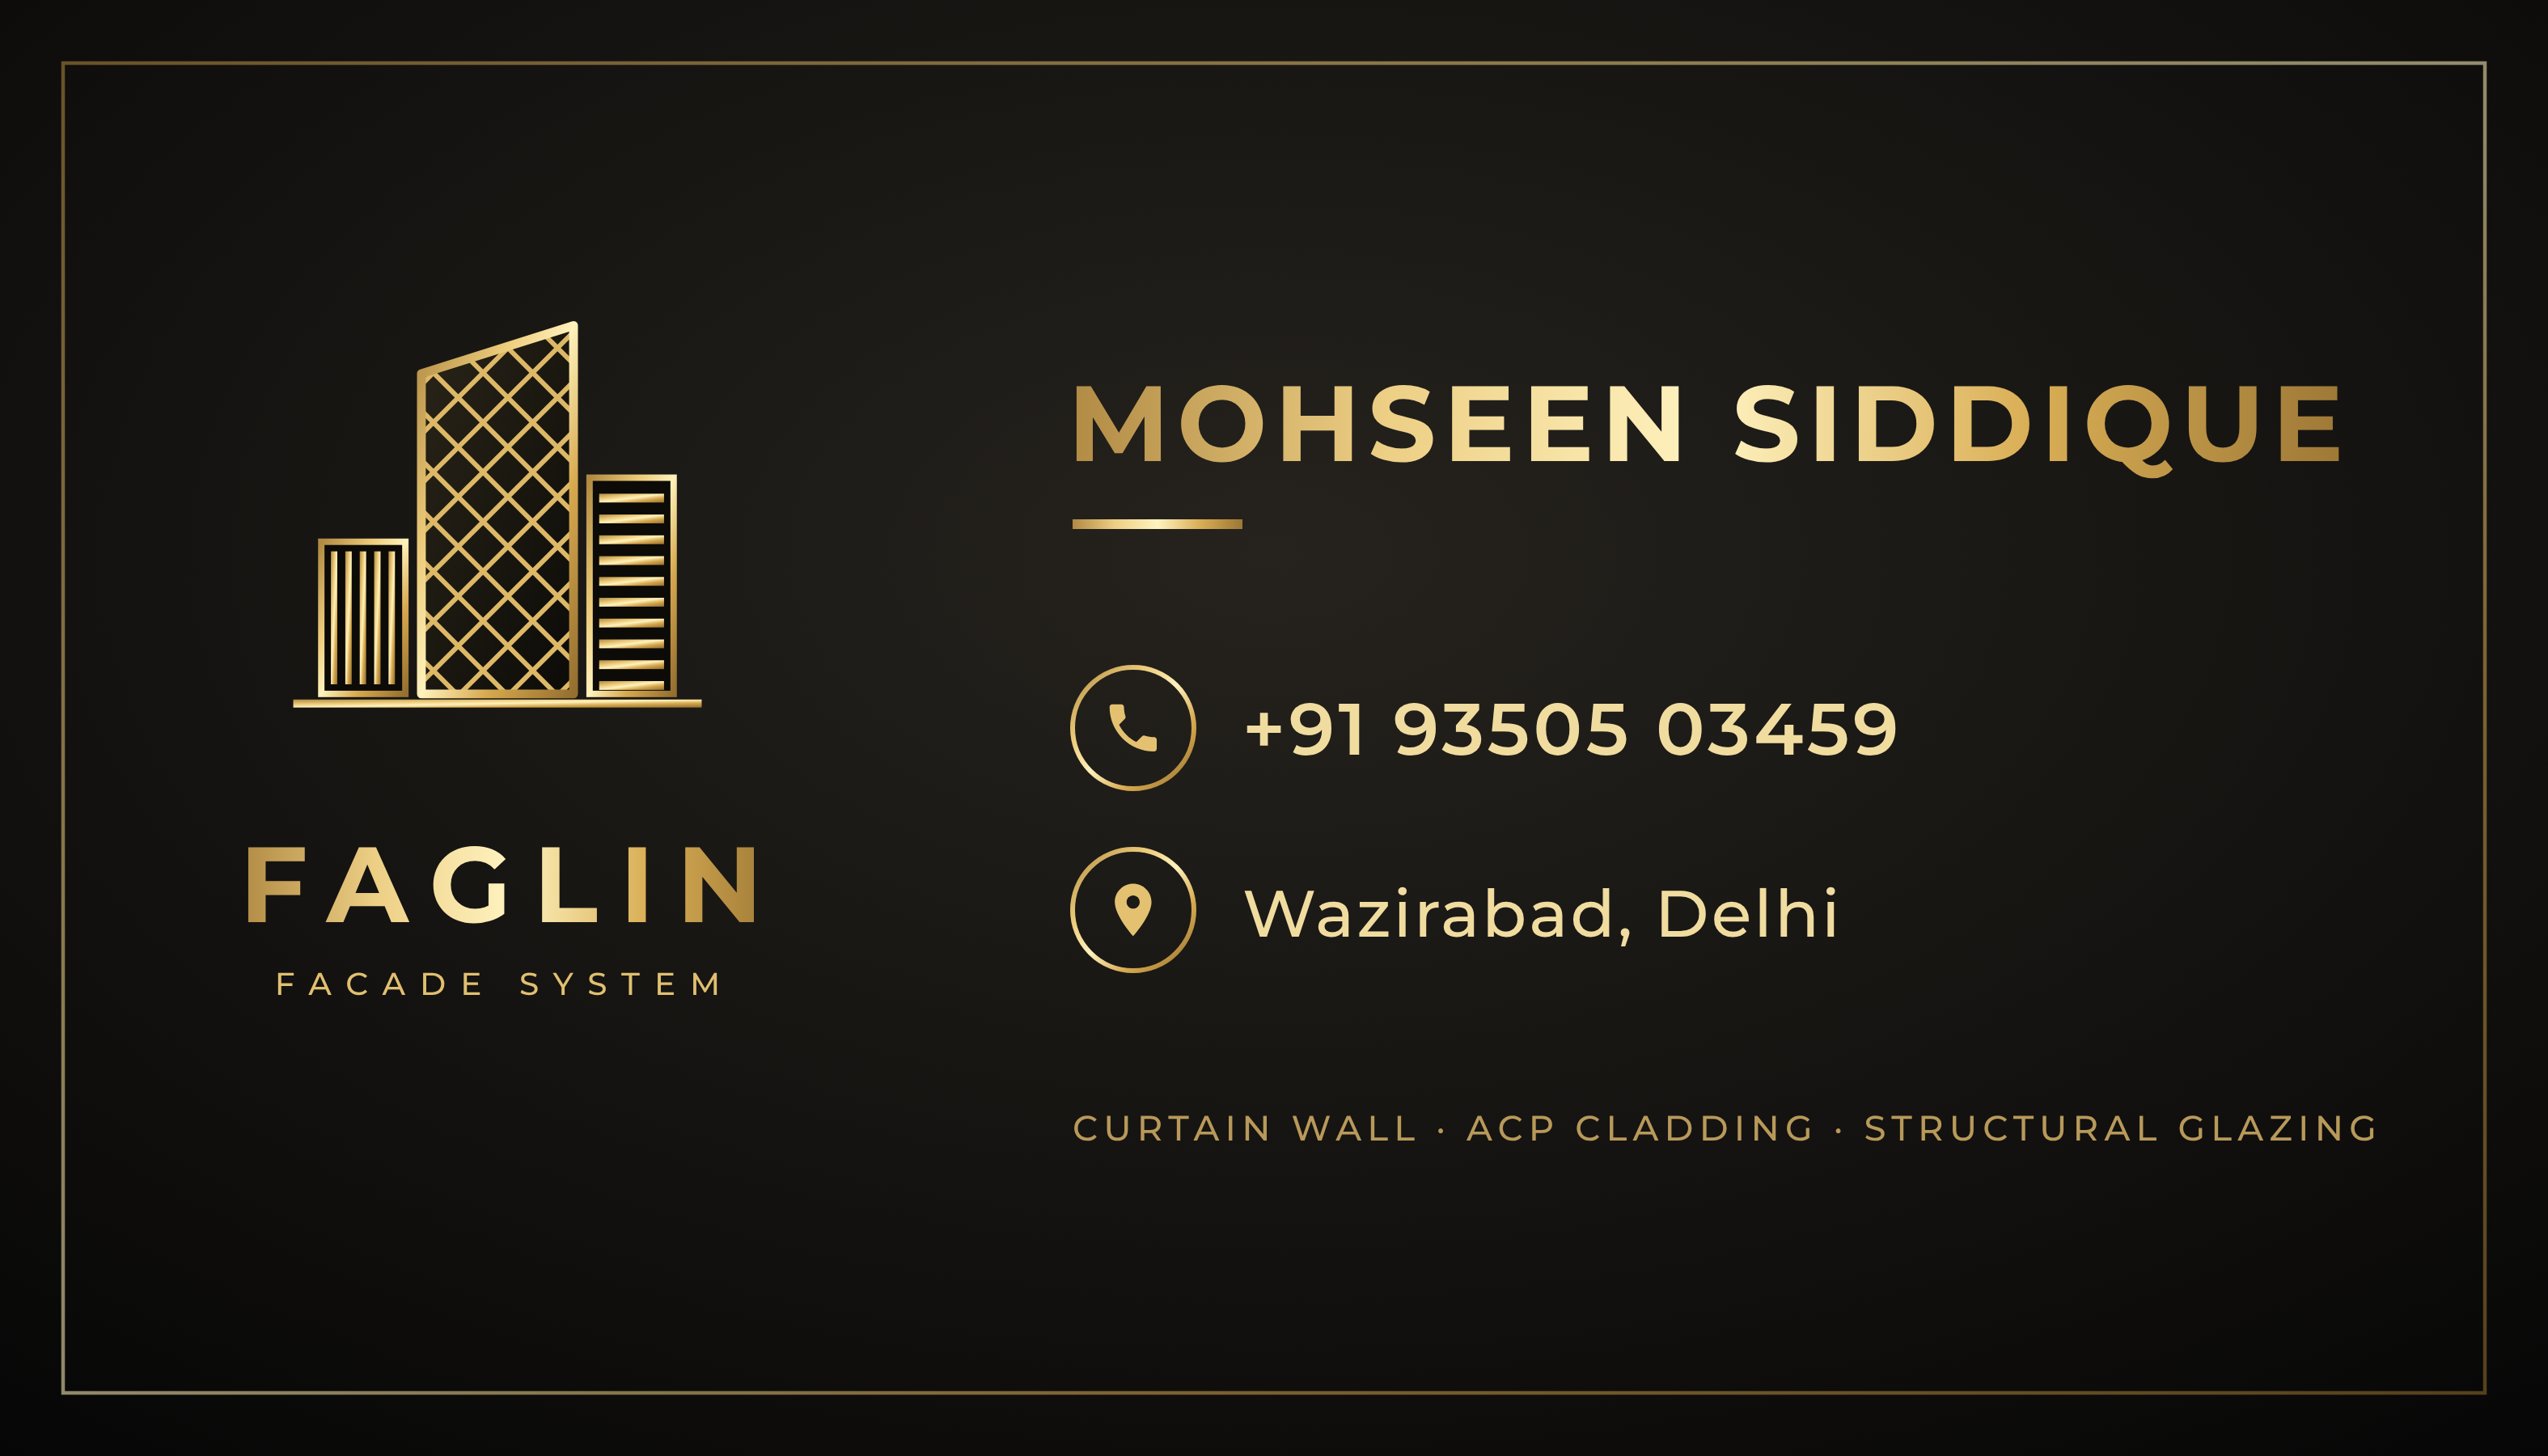 FAGLIN
FACADE SYSTEM
MOHSEEN SIDDIQUE
+91 93505 03459
Wazirabad, Delhi
CURTAIN WALL · ACP CLADDING · STRUCTURAL GLAZING